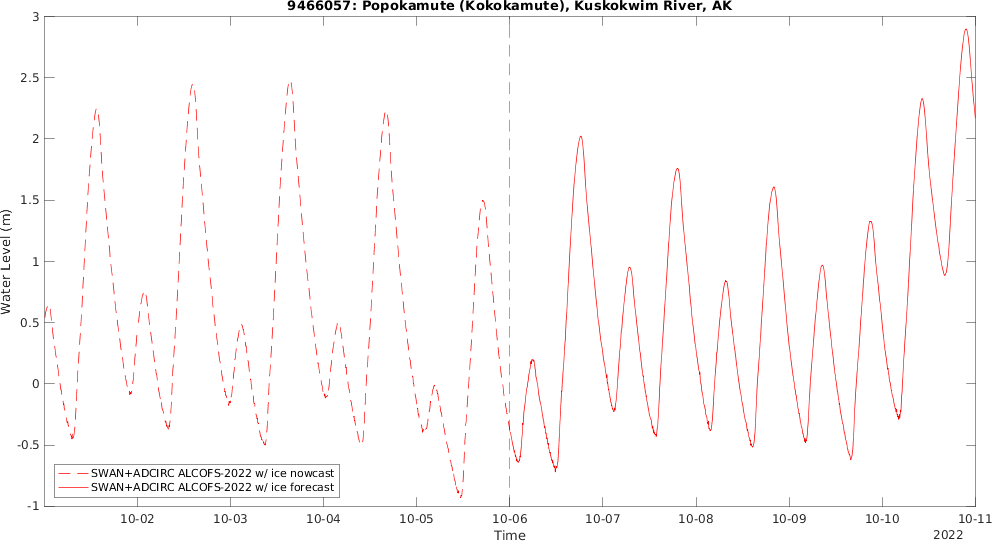 9466057: Popokamute (Kokokamute), Kuskokwim River, AK
3
2.5
2
1.5
1
0.5
0
-0.5
-1
Water Level (m)
SWAN+ADCIRC ALCOFS-2022 w/ ice nowcast
SWAN+ADCIRC ALCOFS-2022 w/ ice forecast
10-02 10-03 10-04 10-05 10-06 10-07 10-08 10-09 10-10 10-11
Time 2022